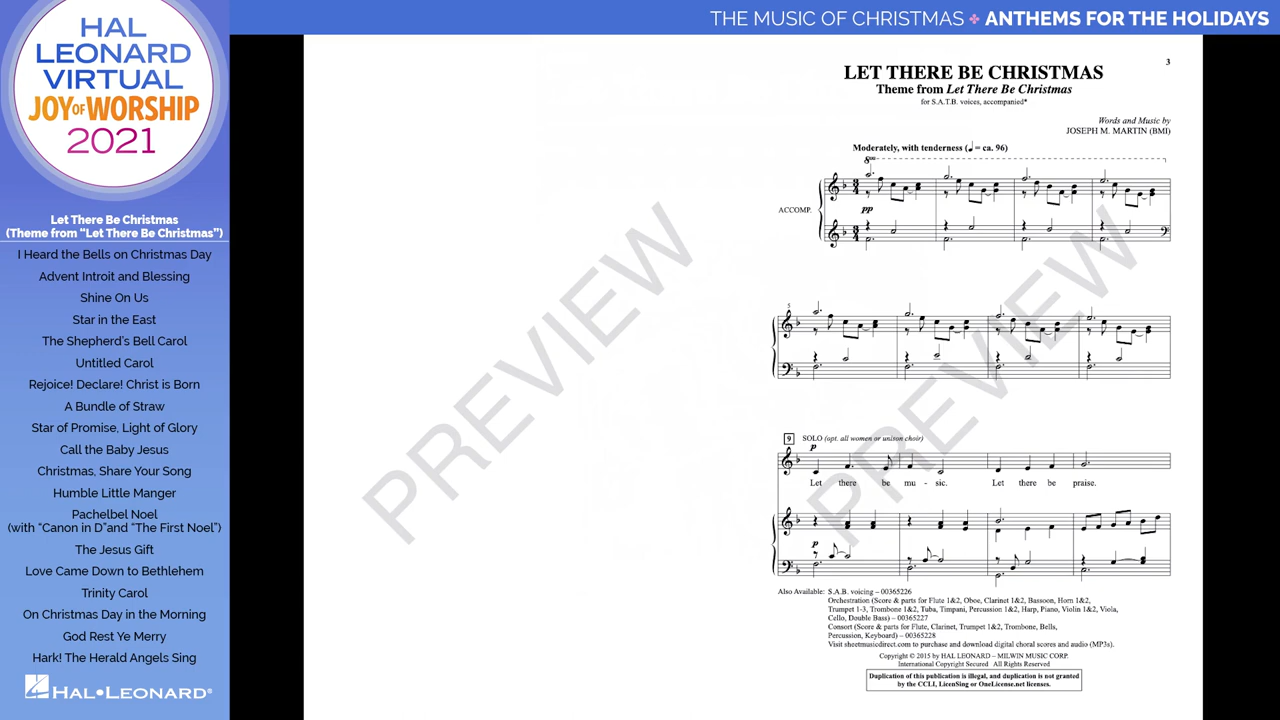 HAL
LEONARD
VIRTUAL
JOY OF WORSHIP
2021
THE MUSIC OF CHRISTMAS ✤ ANTHEMS FOR THE HOLIDAYS
Let There Be Christmas
(Theme from “Let There Be Christmas”)
I Heard the Bells on Christmas Day
Advent Introit and Blessing
Shine On Us
Star in the East
The Shepherd's Bell Carol
Untitled Carol
Rejoice! Declare! Christ is Born
A Bundle of Straw
Star of Promise, Light of Glory
Call the Baby Jesus
Christmas, Share Your Song
Humble Little Manger
Pachelbel Noel
(with “Canon in D”and “The First Noel”)
The Jesus Gift
Love Came Down to Bethlehem
Trinity Carol
On Christmas Day in the Morning
God Rest Ye Merry
Hark! The Herald Angels Sing
HAL•LEONARD®
3
LET THERE BE CHRISTMAS
Theme from Let There Be Christmas
for S.A.T.B. voices, accompanied*
Words and Music by
JOSEPH M. MARTIN (BMI)
Moderately, with tenderness (♩ = ca. 96)
8va
ACCOMP.
pp
5
9 SOLO (opt. all women or unison choir)
p
Let there be mu - sic. Let there be praise.
p
PREVIEW
PREVIEW
Also Available: S.A.B. voicing – 00365226
Orchestration (Score & parts for Flute 1&2, Oboe, Clarinet 1&2, Bassoon, Horn 1&2,
Trumpet 1-3, Trombone 1&2, Tuba, Timpani, Percussion 1&2, Harp, Piano, Violin 1&2, Viola,
Cello, Double Bass) – 00365227
Consort (Score & parts for Flute, Clarinet, Trumpet 1&2, Trombone, Bells,
Percussion, Keyboard) – 00365228
Visit sheetmusicdirect.com to purchase and download digital choral scores and audio (MP3s).
Copyright © 2015 by HAL LEONARD – MILWIN MUSIC CORP.
International Copyright Secured All Rights Reserved
Duplication of this publication is illegal, and duplication is not granted
by the CCLI, LicenSing or OneLicense.net licenses.